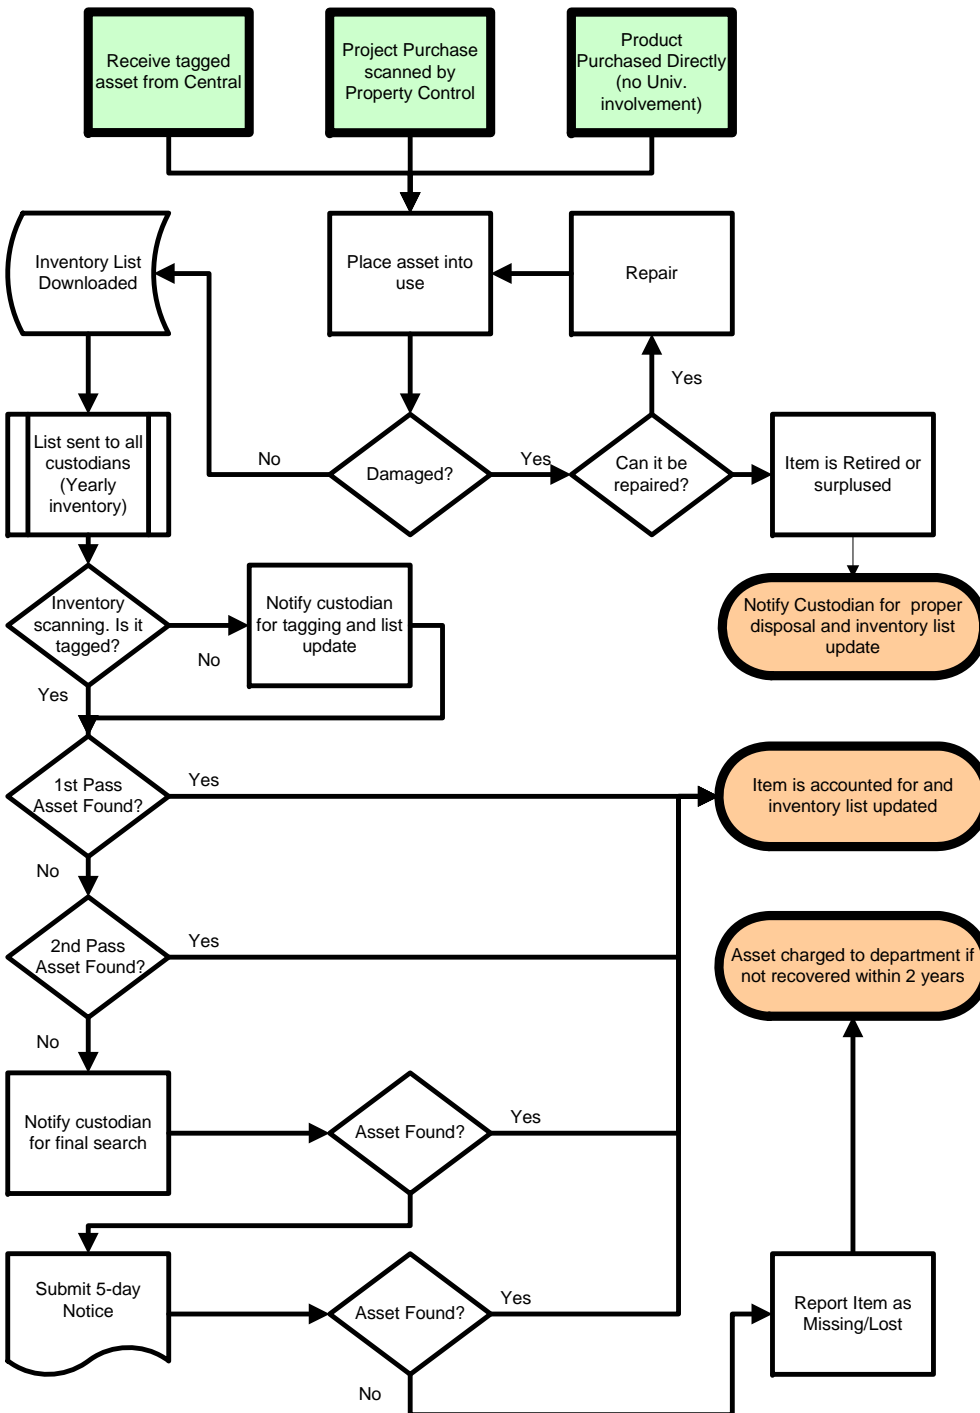 Receive tagged
asset from Central
Project Purchase
scanned by
Property Control
Product
Purchased Directly
(no Univ.
involvement)
Inventory List
Downloaded
Place asset into
use
Repair
Yes
List sent to all
custodians
(Yearly
inventory)
No
Damaged?
Yes
Can it be
repaired?
Item is Retired or
surplused
Inventory
scanning. Is it
tagged?
No
Notify custodian
for tagging and list
update
Notify Custodian for proper
disposal and inventory list
update
Yes
1st Pass
Asset Found?
Yes
Item is accounted for and
inventory list updated
No
2nd Pass
Asset Found?
Yes
Asset charged to department if
not recovered within 2 years
No
Notify custodian
for final search
Asset Found?
Yes
Submit 5-day
Notice
Asset Found?
Yes
Report Item as
Missing/Lost
No